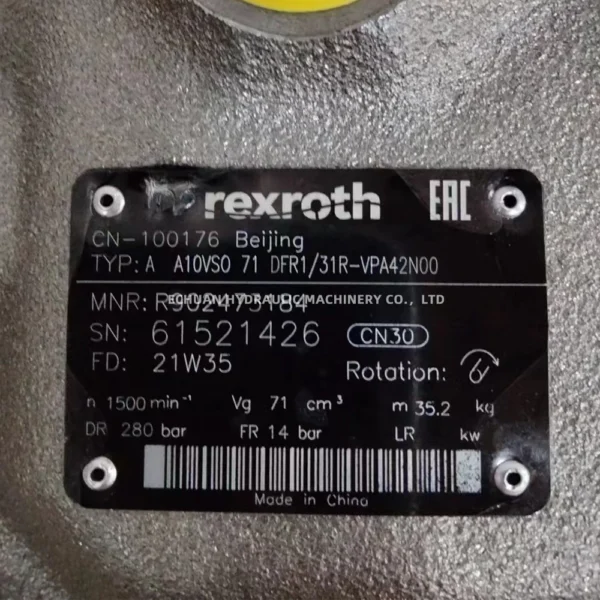 rexroth EAC
CN-100176 Beijing
TYP: A A10VSO 71 DFR1/31R-VPA42N00
MNR: R902475184
ECHUAN HYDRAULIC MACHINERY CO., LTD
SN: 61521426 CN30
FD: 21W35
Rotation:
n 1500 min⁻¹ Vg 71 cm³ m 35.2 kg
DR 280 bar FR 14 bar LR kw
Made in China